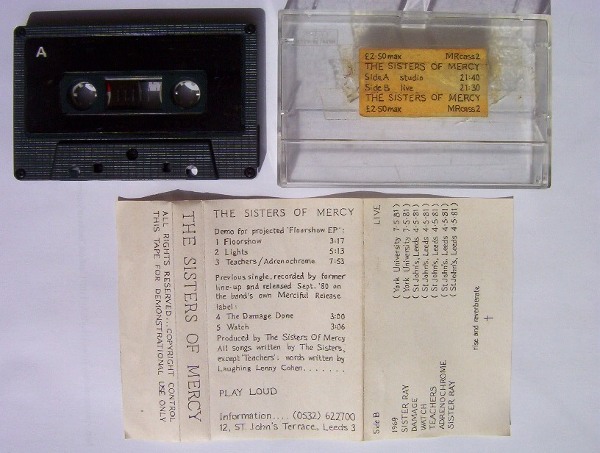 A
£2·50max MRcass2
THE SISTERS OF MERCY
Side A studio 21:40
Side B live 21:30
THE SISTERS OF MERCY
£2·50max MRcass2
ALL RIGHTS RESERVED. COPYRIGHT CONTROL
THIS TAPE FOR DEMONSTRATIONAL USE ONLY
THE SISTERS OF MERCY
THE SISTERS OF MERCY
Demo for projected 'Floorshow EP':
1 Floorshow 3·17
2 Lights 5·13
3 Teachers/Adrenochrome 7·53
Previous single, recorded by former
line-up and released Sept. '80 on
the band's own Merciful Release
label:
4 The Damage Done 3:00
5 Watch 3:06
Produced by The Sisters Of Mercy
All songs written by The Sisters,
except 'Teachers': words written by
Laughing Lenny Cohen.......
PLAY LOUD
Information.... (0532) 622700
12, ST John's Terrace, Leeds 3
Side B LIVE
1969 (York University 7·5·81)
SISTER RAY (York University 7·5·81)
DAMAGE (St John's, Leeds 4·5·81)
WATCH (St John's, Leeds 4·5·81)
TEACHERS (St John's, Leeds 4·5·81)
ADRENOCHROME (St John's, Leeds 4·5·81)
SISTER RAY (St John's, Leeds 4·5·81)
rise and reverberate